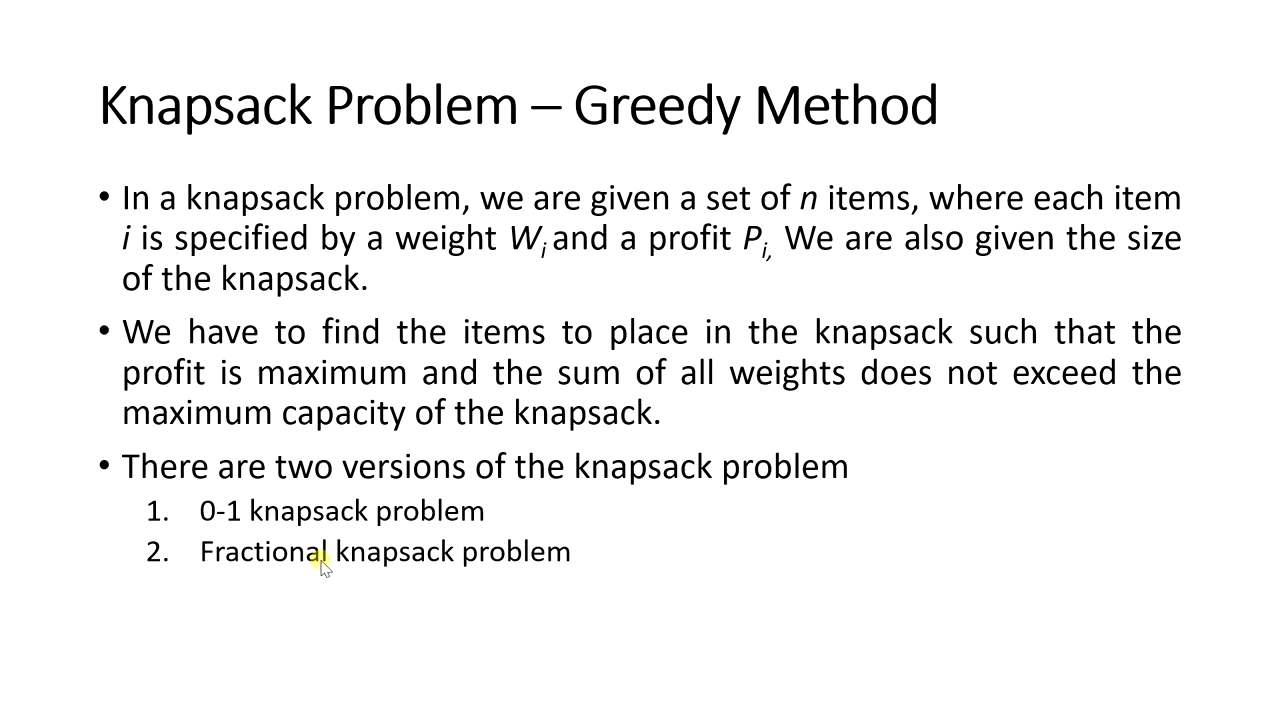 Knapsack Problem – Greedy Method
• In a knapsack problem, we are given a set of n items, where each item
i is specified by a weight Wi and a profit Pi, We are also given the size
of the knapsack.
• We have to find the items to place in the knapsack such that the
profit is maximum and the sum of all weights does not exceed the
maximum capacity of the knapsack.
• There are two versions of the knapsack problem
1. 0-1 knapsack problem
2. Fractional knapsack problem